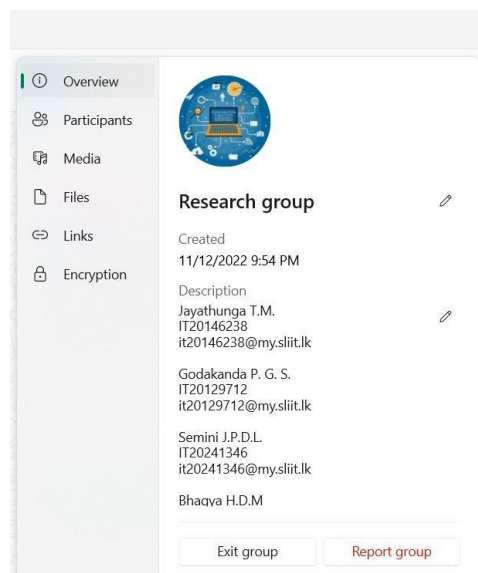 Overview
Participants
Media
Files
Links
Encryption
Research group
Created
11/12/2022 9:54 PM
Description
Jayathunga T.M.
IT20146238
it20146238@my.sliit.lk
Godakanda P. G. S.
IT20129712
it20129712@my.sliit.lk
Semini J.P.D.L.
IT20241346
it20241346@my.sliit.lk
Bhagya H.D.M
Exit group
Report group